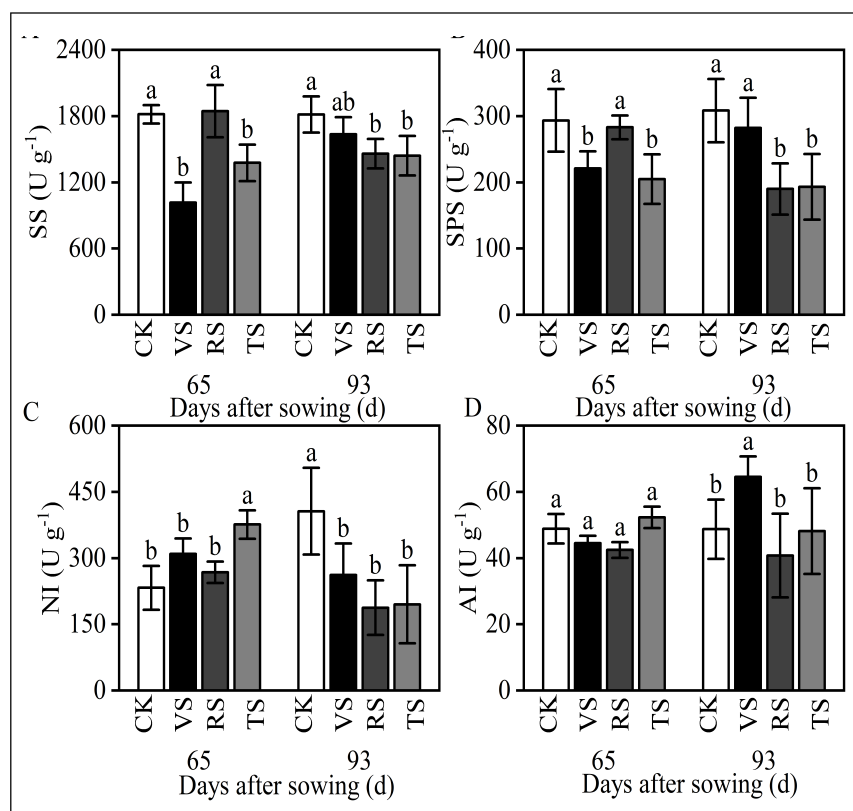 2400
1800
1200
600
0
SS (U g⁻¹)
a
b
a
b
a
ab
b
b
CK
VS
RS
TS
CK
VS
RS
TS
65
93
Days after sowing (d)
400
300
200
100
0
SPS (U g⁻¹)
a
b
a
b
a
a
b
b
CK
VS
RS
TS
CK
VS
RS
TS
65
93
Days after sowing (d)
C
600
450
300
150
0
NI (U g⁻¹)
b
b
b
a
a
b
b
b
CK
VS
RS
TS
CK
VS
RS
TS
65
93
Days after sowing (d)
D
80
60
40
20
0
AI (U g⁻¹)
a
a
a
a
b
a
b
b
CK
VS
RS
TS
CK
VS
RS
TS
65
93
Days after sowing (d)